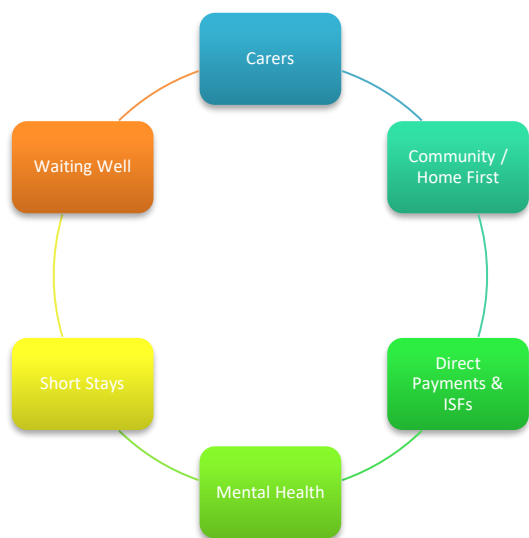 Carers
Community /
Home First
Direct
Payments &
ISFs
Mental Health
Short Stays
Waiting Well